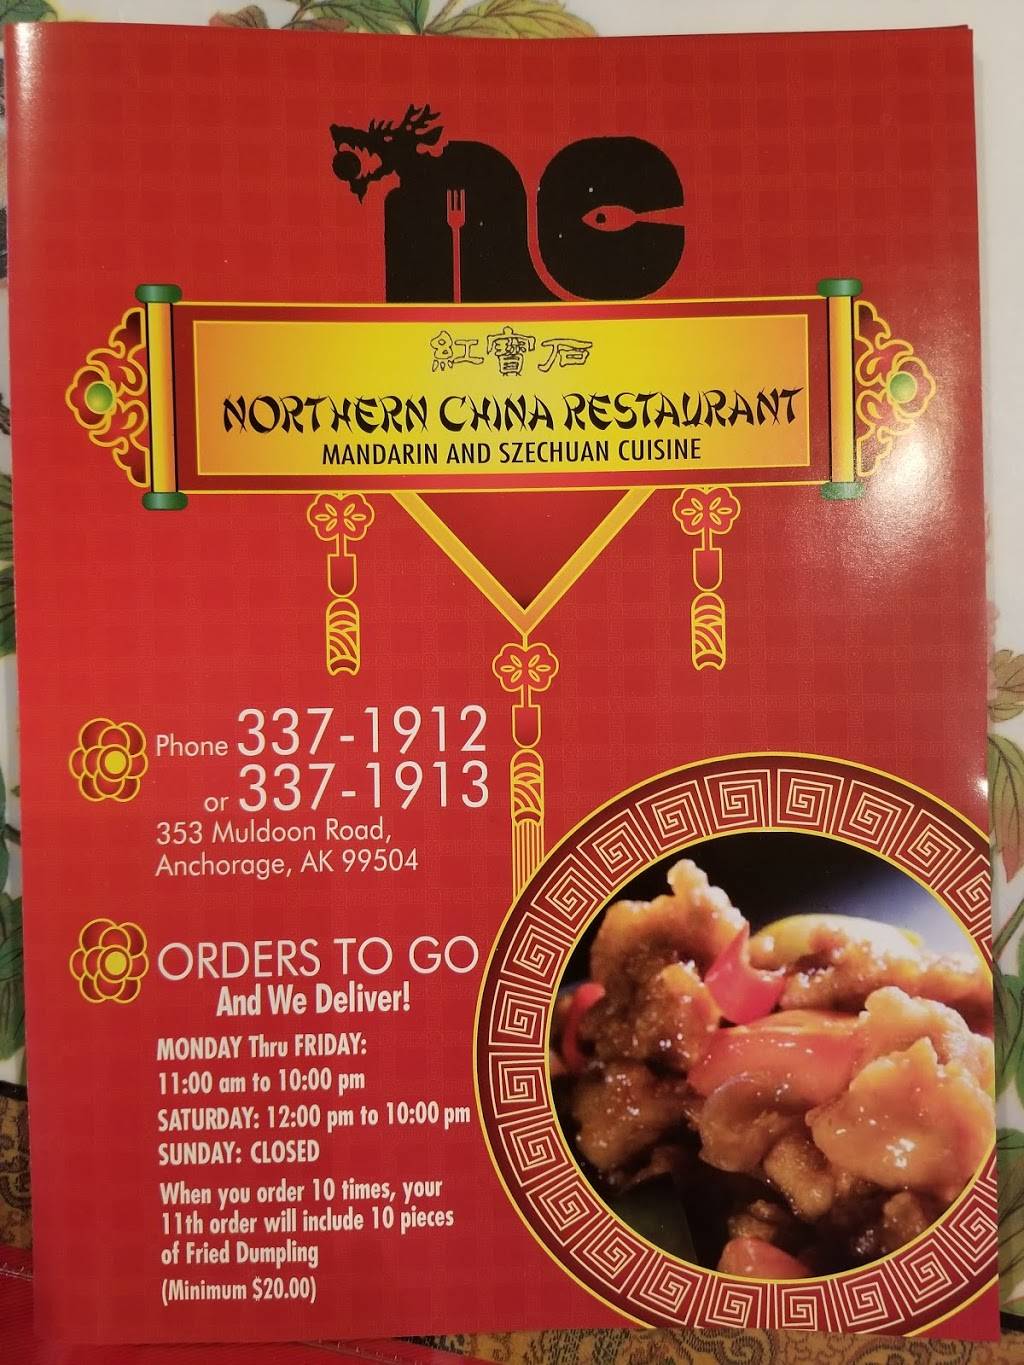 nc
紅寶石
NORTHERN CHINA RESTAURANT
MANDARIN AND SZECHUAN CUISINE
Phone 337-1912
or 337-1913
353 Muldoon Road,
Anchorage, AK 99504
ORDERS TO GO
And We Deliver!
MONDAY Thru FRIDAY:
11:00 am to 10:00 pm
SATURDAY: 12:00 pm to 10:00 pm
SUNDAY: CLOSED
When you order 10 times, your
11th order will include 10 pieces
of Fried Dumpling
(Minimum $20.00)